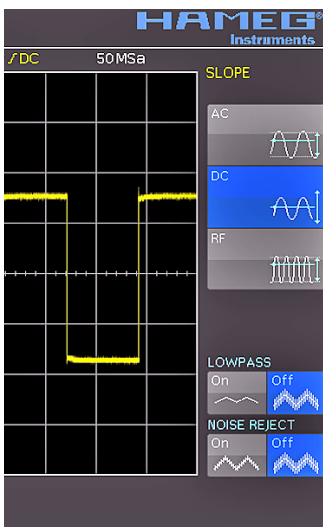 HAMEG®
Instruments
DC 50MSa
SLOPE
AC
DC
RF
LOWPASS
On Off
NOISE REJECT
On Off